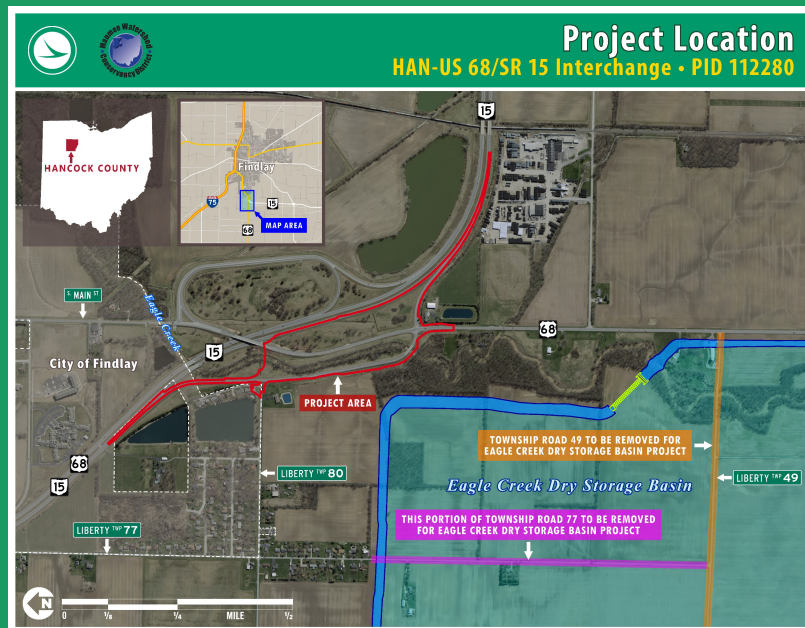 Maumee Watershed
Conservancy District
Project Location
HAN-US 68/SR 15 Interchange • PID 112280
HANCOCK COUNTY
Findlay
75
15
68
MAP AREA
15
S. MAIN ST
Eagle Creek
15
68
City of Findlay
PROJECT AREA
TOWNSHIP ROAD 49 TO BE REMOVED FOR
EAGLE CREEK DRY STORAGE BASIN PROJECT
68
15
LIBERTY TWP 80
Eagle Creek Dry Storage Basin
LIBERTY TWP 49
THIS PORTION OF TOWNSHIP ROAD 77 TO BE REMOVED
FOR EAGLE CREEK DRY STORAGE BASIN PROJECT
LIBERTY TWP 77
N
0 1/8 1/4 MILE 1/2